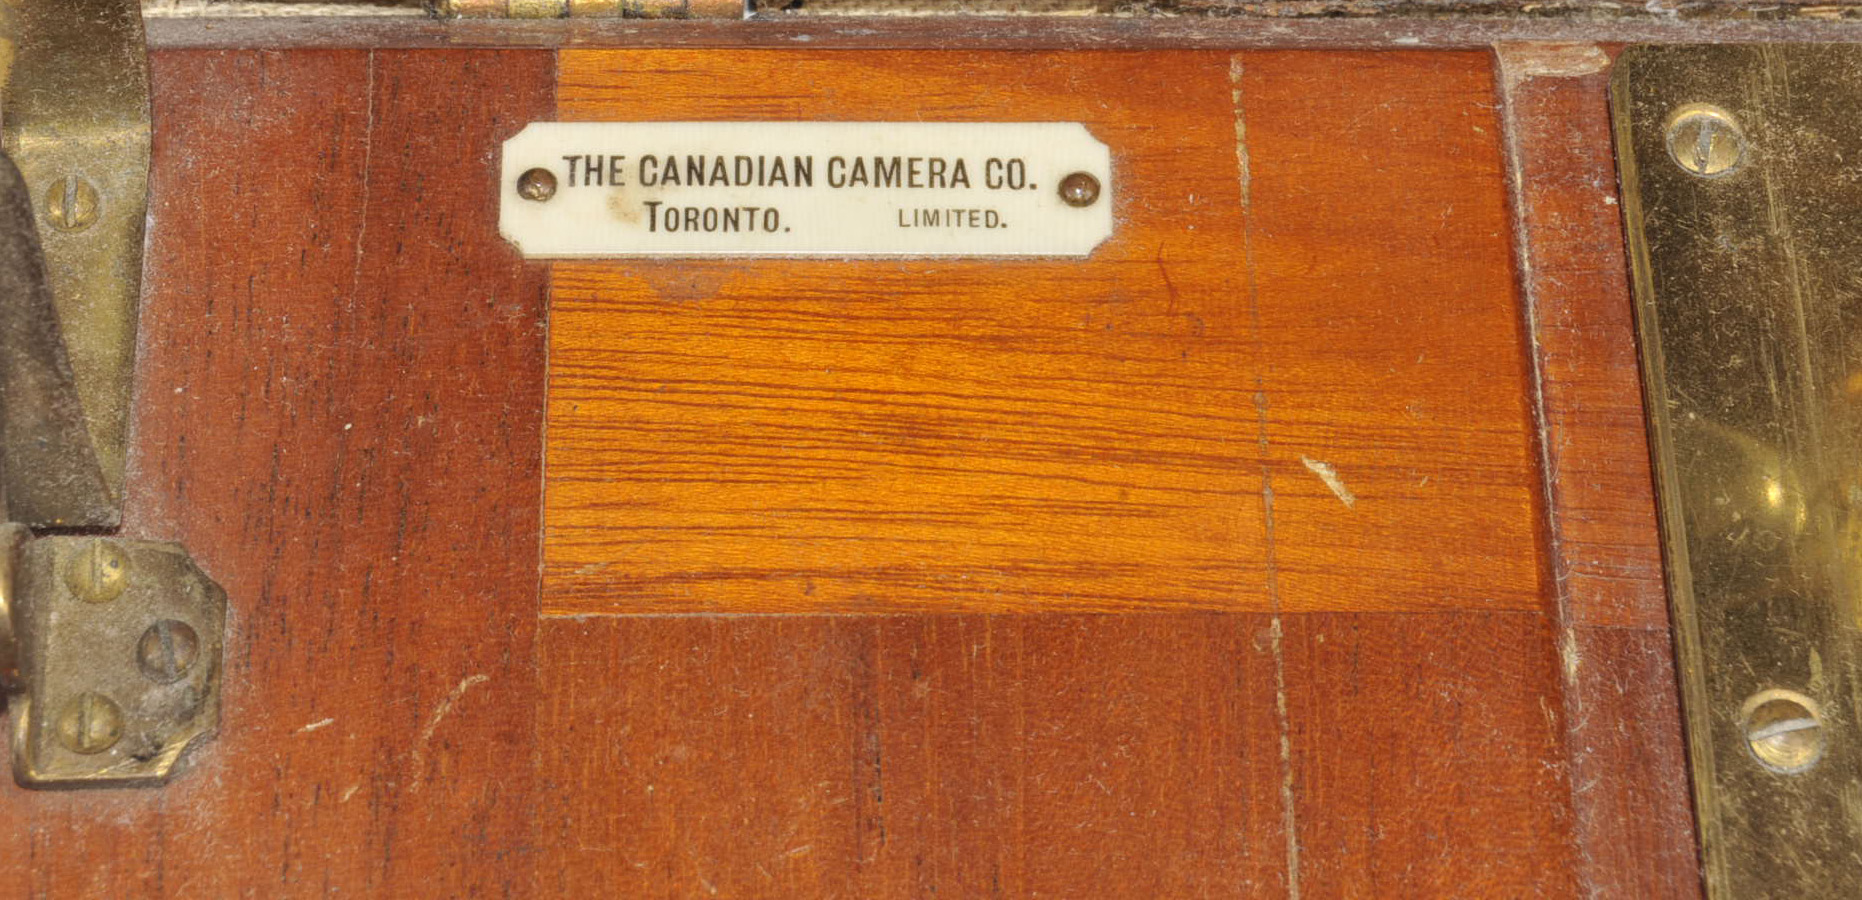 THE CANADIAN CAMERA CO.
TORONTO. LIMITED.